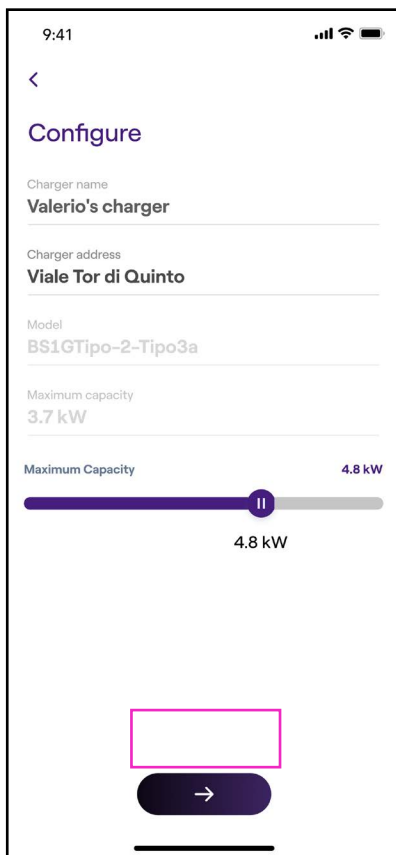 9:41
Configure
Charger name
Valerio's charger
Charger address
Viale Tor di Quinto
Model
BS1GTipo-2-Tipo3a
Maximum capacity
3.7 kW
Maximum Capacity 4.8 kW
4.8 kW